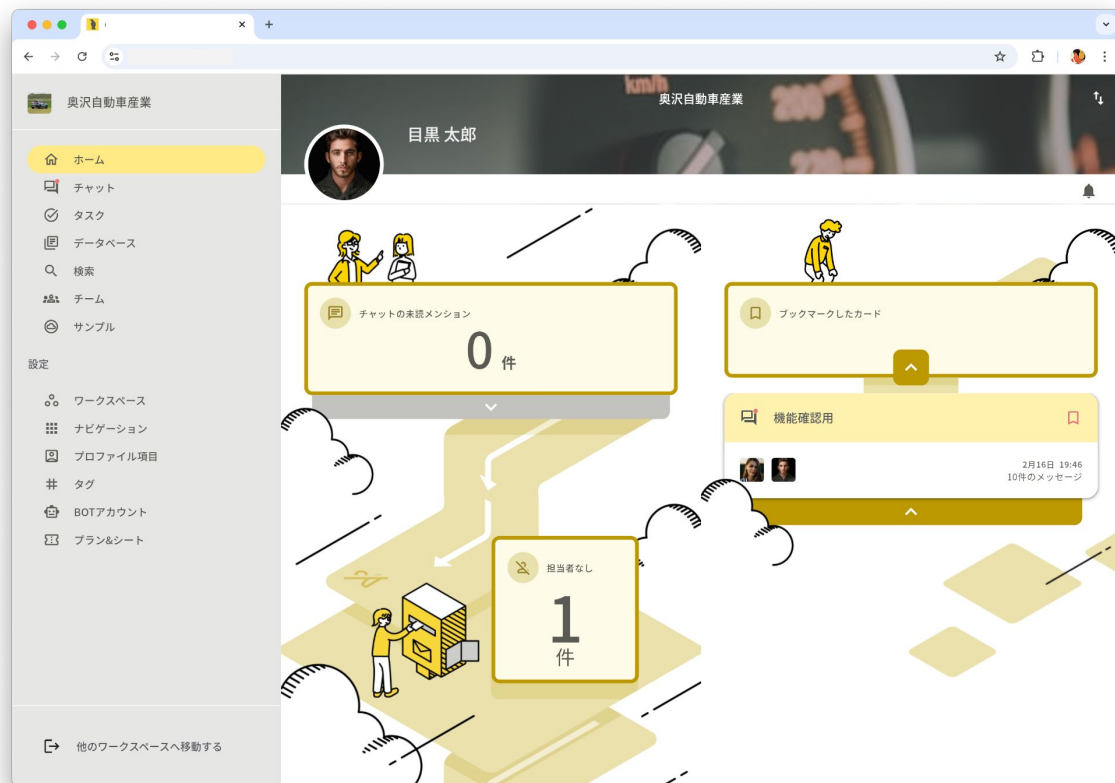 奥沢自動車産業
ホーム
チャット
タスク
データベース
検索
チーム
サンプル
設定
ワークスペース
ナビゲーション
プロファイル項目
タグ
BOTアカウント
プラン&シート
他のワークスペースへ移動する
km/h
奥沢自動車産業
200
220
目黒 太郎
チャットの未読メンション
0 件
担当者なし
1
件
ブックマークしたカード
機能確認用
2月16日 19:46
10件のメッセージ